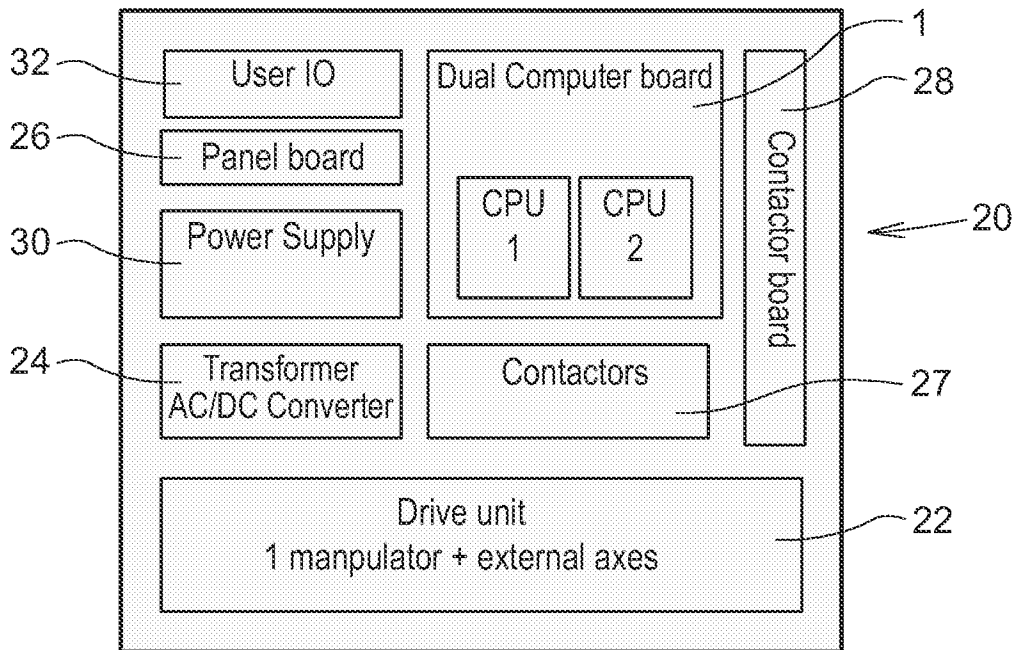 1
32
User IO
Dual Computer board
28
26
Panel board
CPU
1
CPU
2
Contactor board
20
30
Power Supply
24
Transformer
AC/DC Converter
Contactors
27
Drive unit
1 manpulator + external axes
22